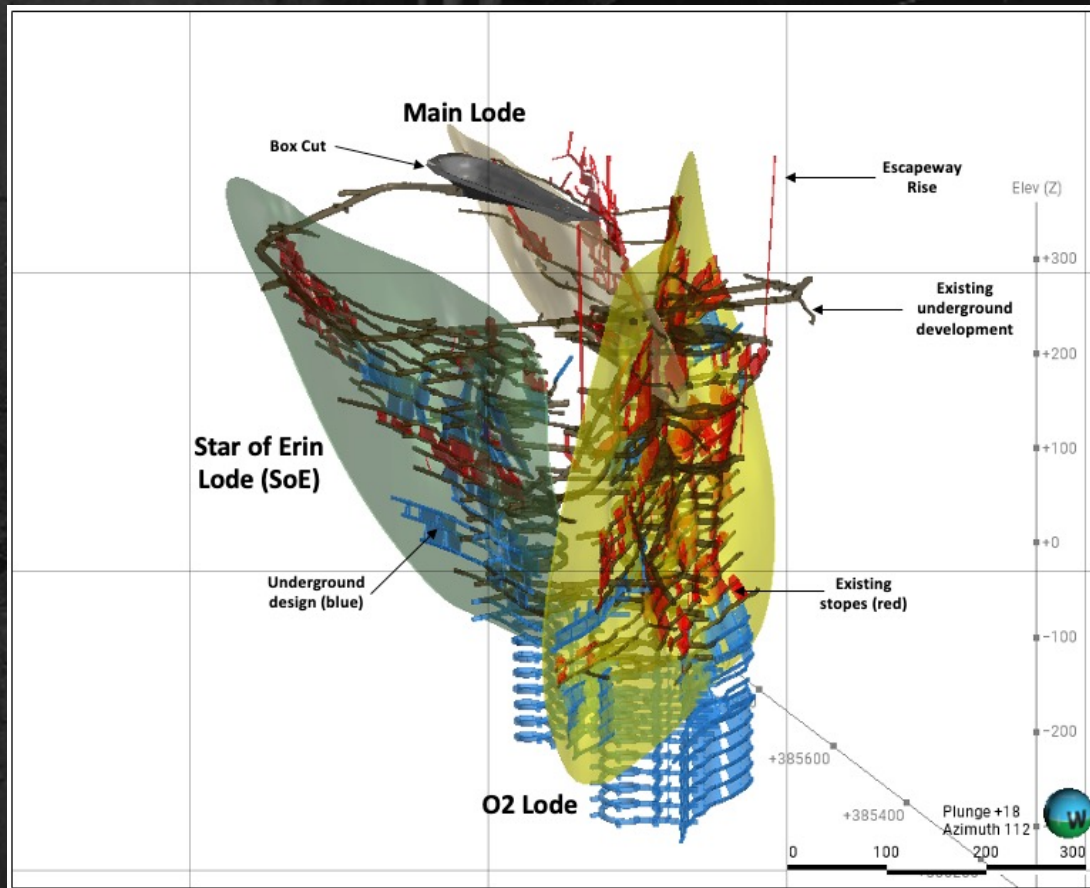 Main Lode
Box Cut
Escapeway
Rise
Elev (Z)
+300
Existing
underground
development
+200
+100
Star of Erin
Lode (SoE)
+0
Underground
design (blue)
Existing
stopes (red)
-100
-200
+385600
O2 Lode
+385400
Plunge +18
Azimuth 112
W
0
100
200
300